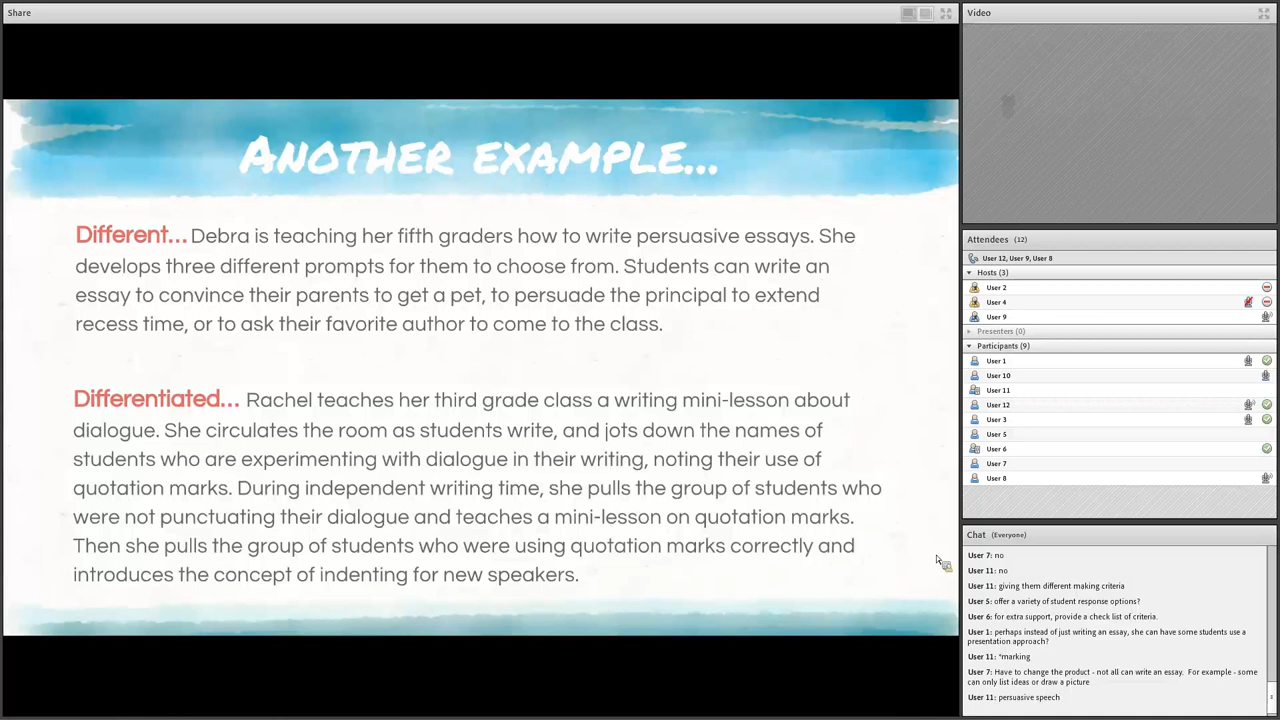 Share
ANOTHER EXAMPLE...
Different... Debra is teaching her fifth graders how to write persuasive essays. She
develops three different prompts for them to choose from. Students can write an
essay to convince their parents to get a pet, to persuade the principal to extend
recess time, or to ask their favorite author to come to the class.
Differentiated... Rachel teaches her third grade class a writing mini-lesson about
dialogue. She circulates the room as students write, and jots down the names of
students who are experimenting with dialogue in their writing, noting their use of
quotation marks. During independent writing time, she pulls the group of students who
were not punctuating their dialogue and teaches a mini-lesson on quotation marks.
Then she pulls the group of students who were using quotation marks correctly and
introduces the concept of indenting for new speakers.
Video
Attendees (12)
User 12, User 9, User 8
Hosts (3)
User 2
User 4
User 9
Presenters (0)
Participants (9)
User 1
User 10
User 11
User 12
User 3
User 5
User 6
User 7
User 8
Chat (Everyone)
User 7: no
User 11: no
User 11: giving them different making criteria
User 5: offer a variety of student response options?
User 6: for extra support, provide a check list of criteria.
User 1: perhaps instead of just writing an essay, she can have some students use a
presentation approach?
User 11: *marking
User 7: Have to change the product - not all can write an essay. For example - some
can only list ideas or draw a picture
User 11: persuasive speech